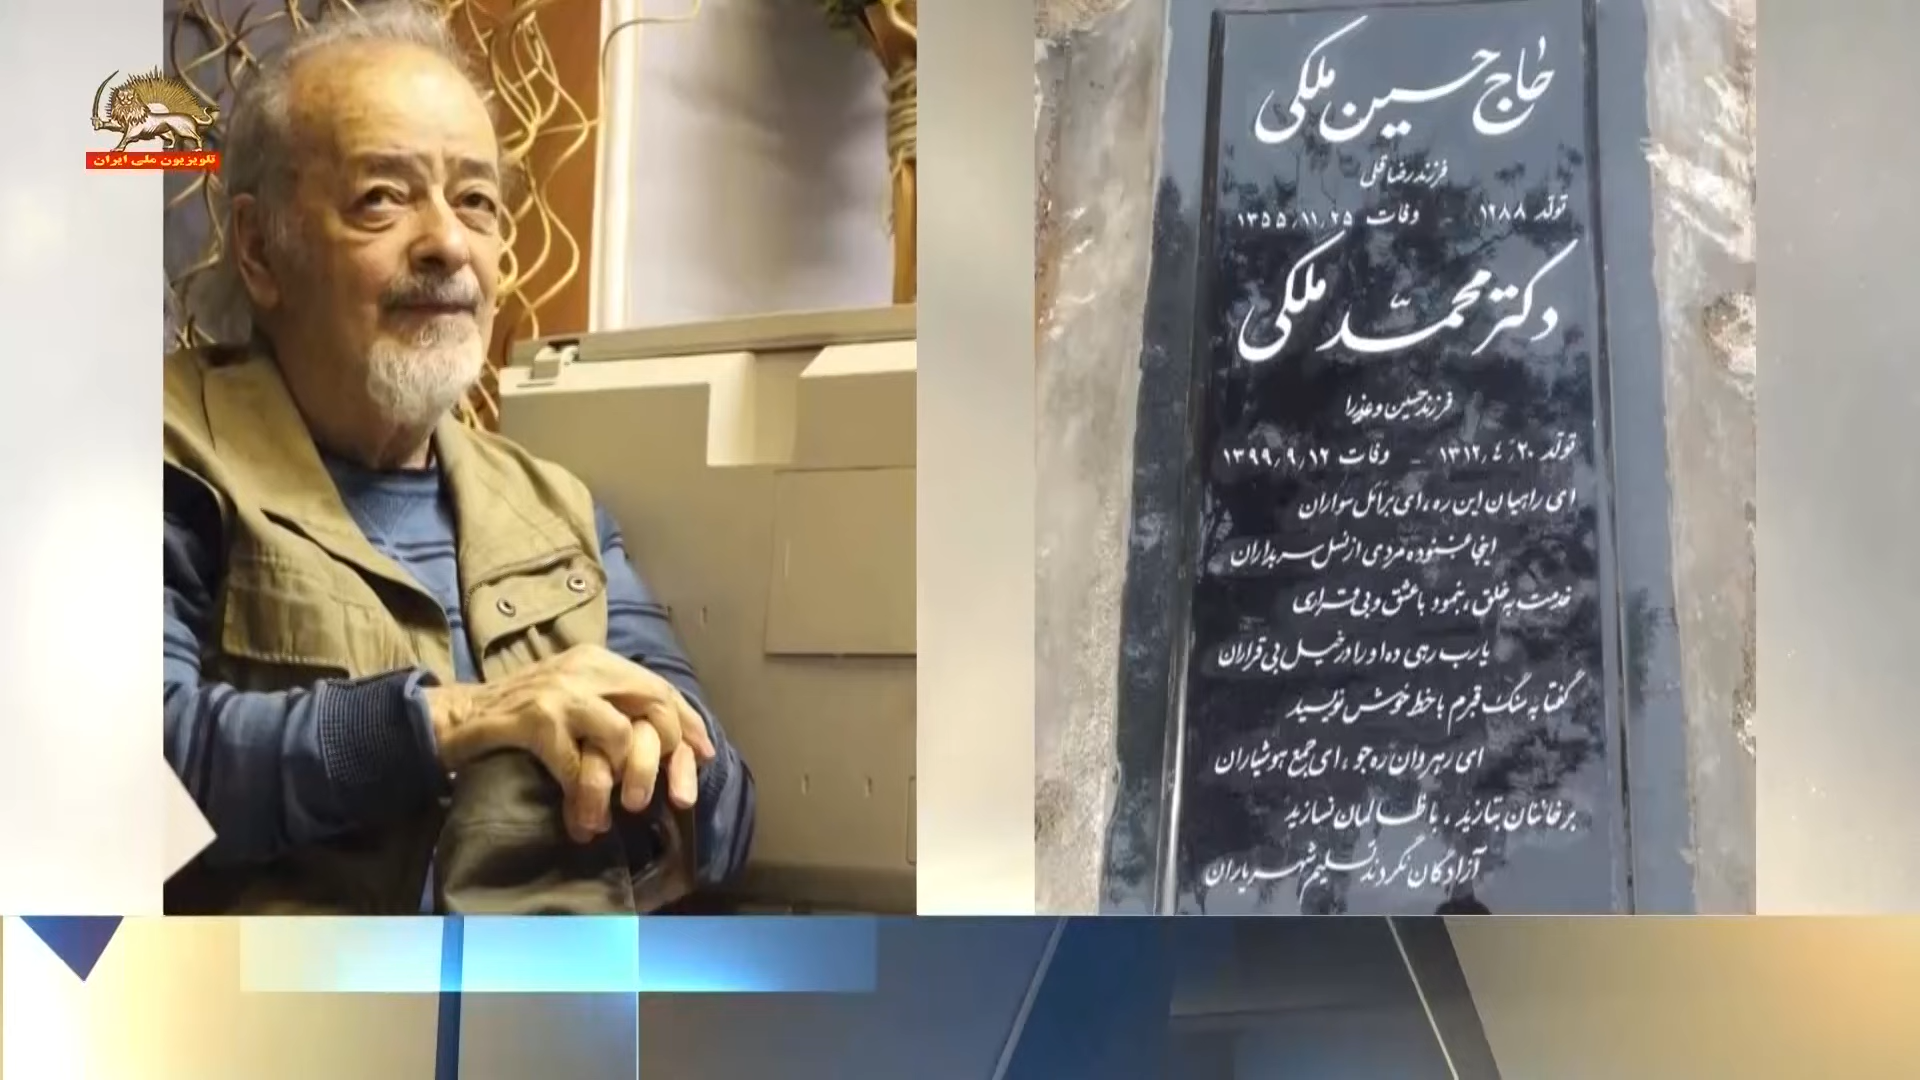 تلویزیون ملی ایران
حاج حسین ملکی
فرزند رضاقلی
تولد ۱۲۸۸ وفات ۱۳۵۵٫۱۱٫۲۵
دکتر محمّد ملکی
فرزند حسین و عذرا
تولد ۱۳۱۲٫۴٫۲۰ _ وفات ۱۳۹۹٫۹٫۱۲
ای راهیان این ره ، ای برائل سواران
اینجا غنوده مردی از نسل سربداران
خدمت به خلق ، بنمود با عشق و بی قراری
یارب رهی ده او را در خیل بی قراران
گفتا به سنگ قبرم با خط خوش نویسید
ای رهروان ره جو ، ای جمع هوشیاران
بر خائنان بتازید ، با ظالمان نسازید
آزادگان نگردند تسلیم شهریاران